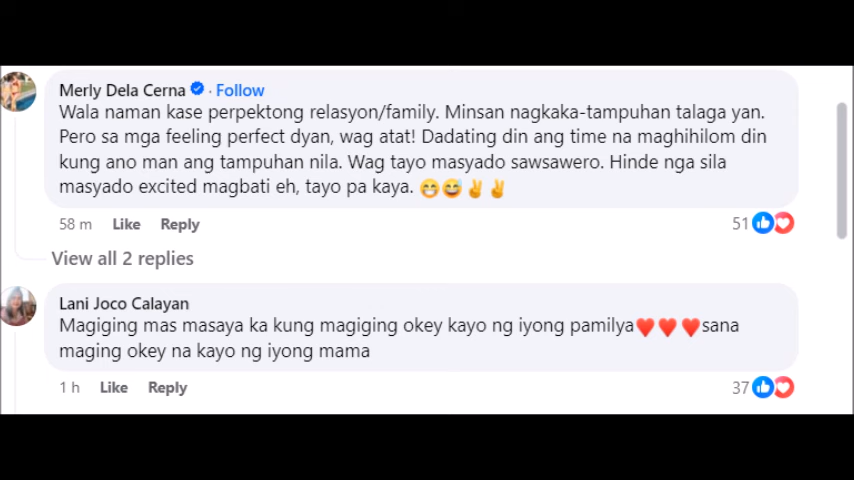 Merly Dela Cerna · Follow
Wala naman kase perpektong relasyon/family. Minsan nagkaka-tampuhan talaga yan.
Pero sa mga feeling perfect dyan, wag atat! Dadating din ang time na maghihilom din
kung ano man ang tampuhan nila. Wag tayo masyado sawsawero. Hinde nga sila
masyado excited magbati eh, tayo pa kaya. 😁😅✌️✌️
58 m Like Reply 51
View all 2 replies
Lani Joco Calayan
Magiging mas masaya ka kung magiging okey kayo ng iyong pamilya❤️❤️❤️sana
maging okey na kayo ng iyong mama
1 h Like Reply 37